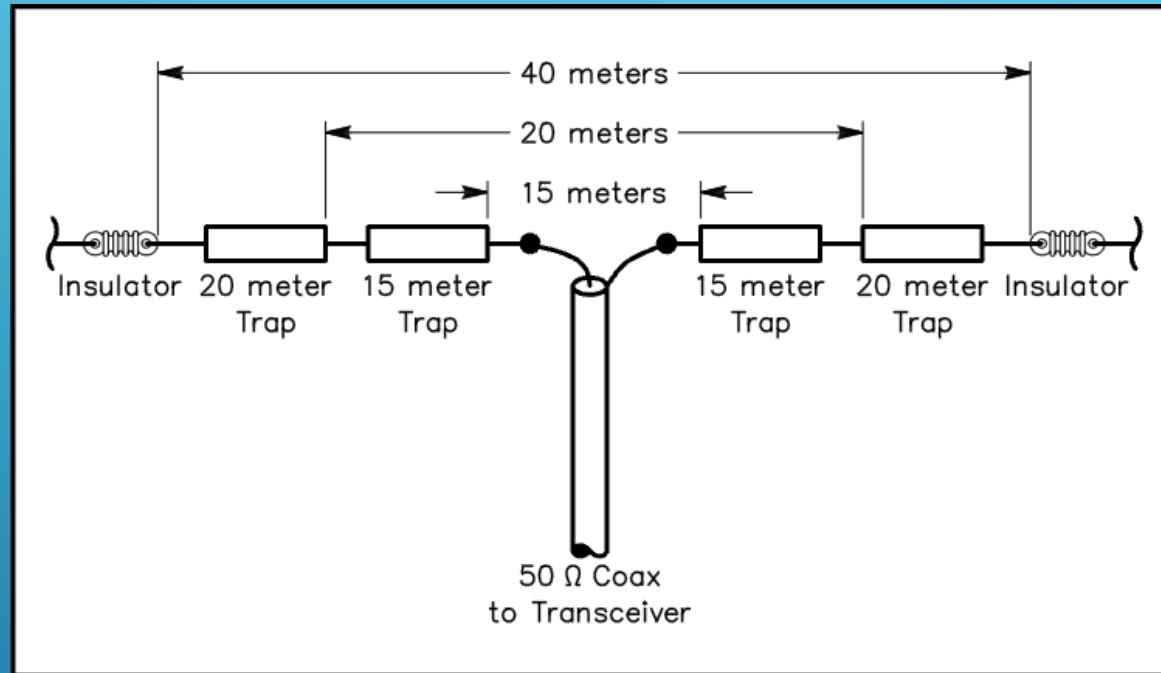 40 meters
20 meters
15 meters
Insulator
20 meter
Trap
15 meter
Trap
15 meter
Trap
20 meter
Trap
Insulator
50 Ω Coax
to Transceiver